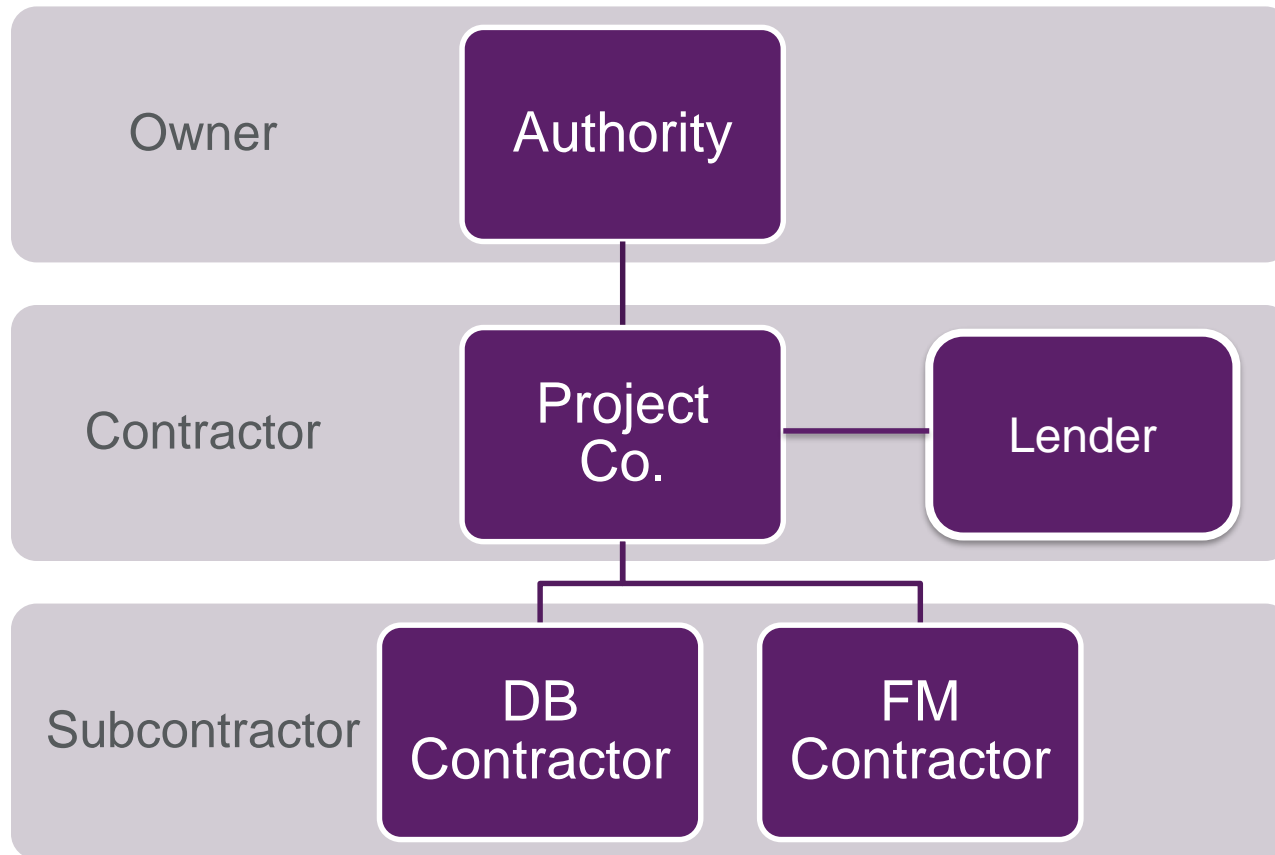 Owner
Authority
Contractor
Project
Co.
Lender
Subcontractor
DB
Contractor
FM
Contractor